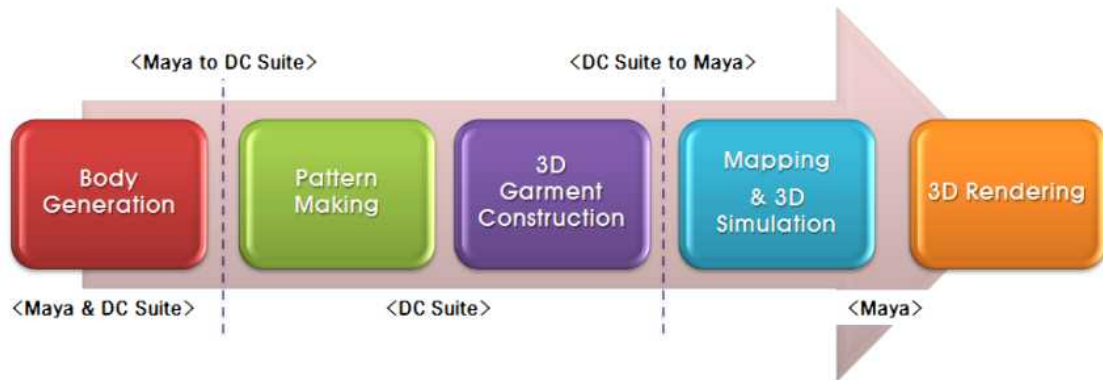 <Maya to DC Suite>
<DC Suite to Maya>
Body
Generation
Pattern
Making
3D
Garment
Construction
Mapping
& 3D
Simulation
3D Rendering
<Maya & DC Suite>
<DC Suite>
<Maya>